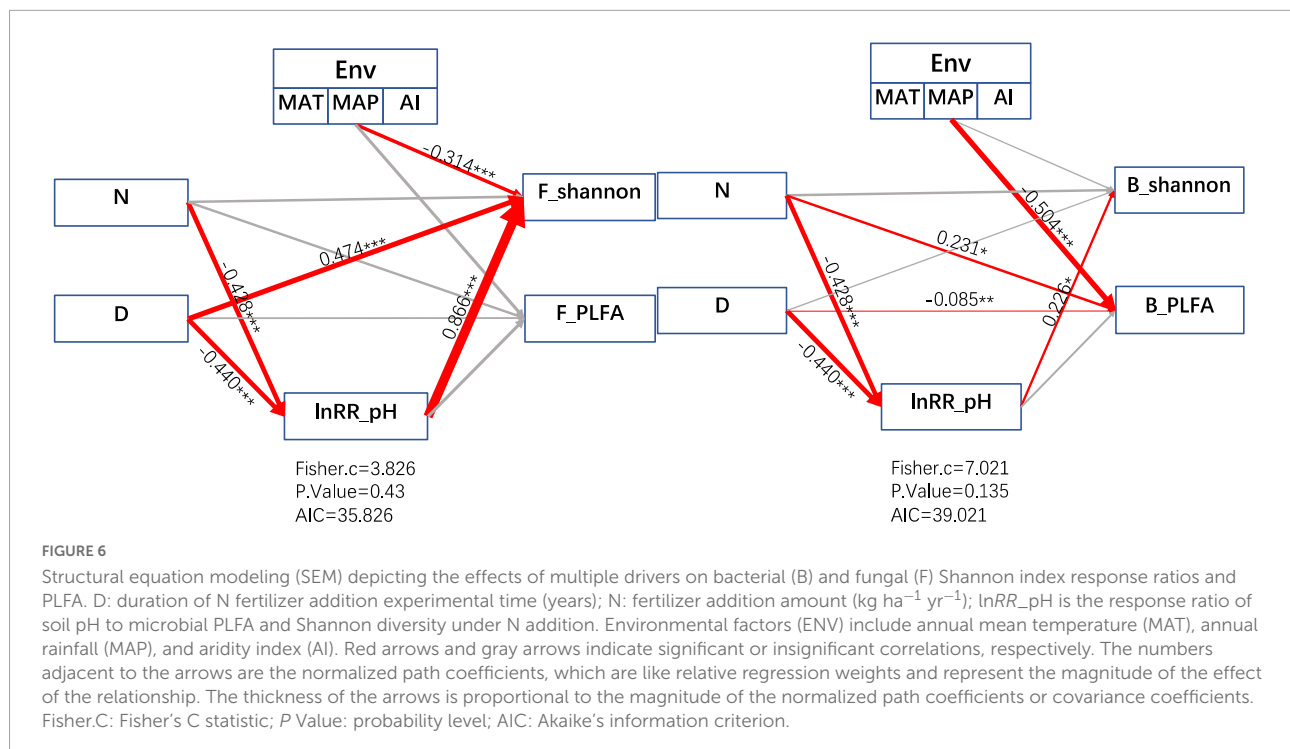 Env
MAT MAP AI
N
D
F_shannon
F_PLFA
lnRR_pH
-0.314***
0.474***
-0.428***
-0.440***
0.866***
Fisher.c=3.826
P.Value=0.43
AIC=35.826
Env
MAT MAP AI
N
D
B_shannon
B_PLFA
lnRR_pH
-0.504***
0.231*
-0.085**
-0.428***
-0.440***
0.226*
Fisher.c=7.021
P.Value=0.135
AIC=39.021
FIGURE 6
Structural equation modeling (SEM) depicting the effects of multiple drivers on bacterial (B) and fungal (F) Shannon index response ratios and
PLFA. D: duration of N fertilizer addition experimental time (years); N: fertilizer addition amount (kg ha−1 yr−1); lnRR_pH is the response ratio of
soil pH to microbial PLFA and Shannon diversity under N addition. Environmental factors (ENV) include annual mean temperature (MAT), annual
rainfall (MAP), and aridity index (AI). Red arrows and gray arrows indicate significant or insignificant correlations, respectively. The numbers
adjacent to the arrows are the normalized path coefficients, which are like relative regression weights and represent the magnitude of the effect
of the relationship. The thickness of the arrows is proportional to the magnitude of the normalized path coefficients or covariance coefficients.
Fisher.C: Fisher's C statistic; P Value: probability level; AIC: Akaike's information criterion.